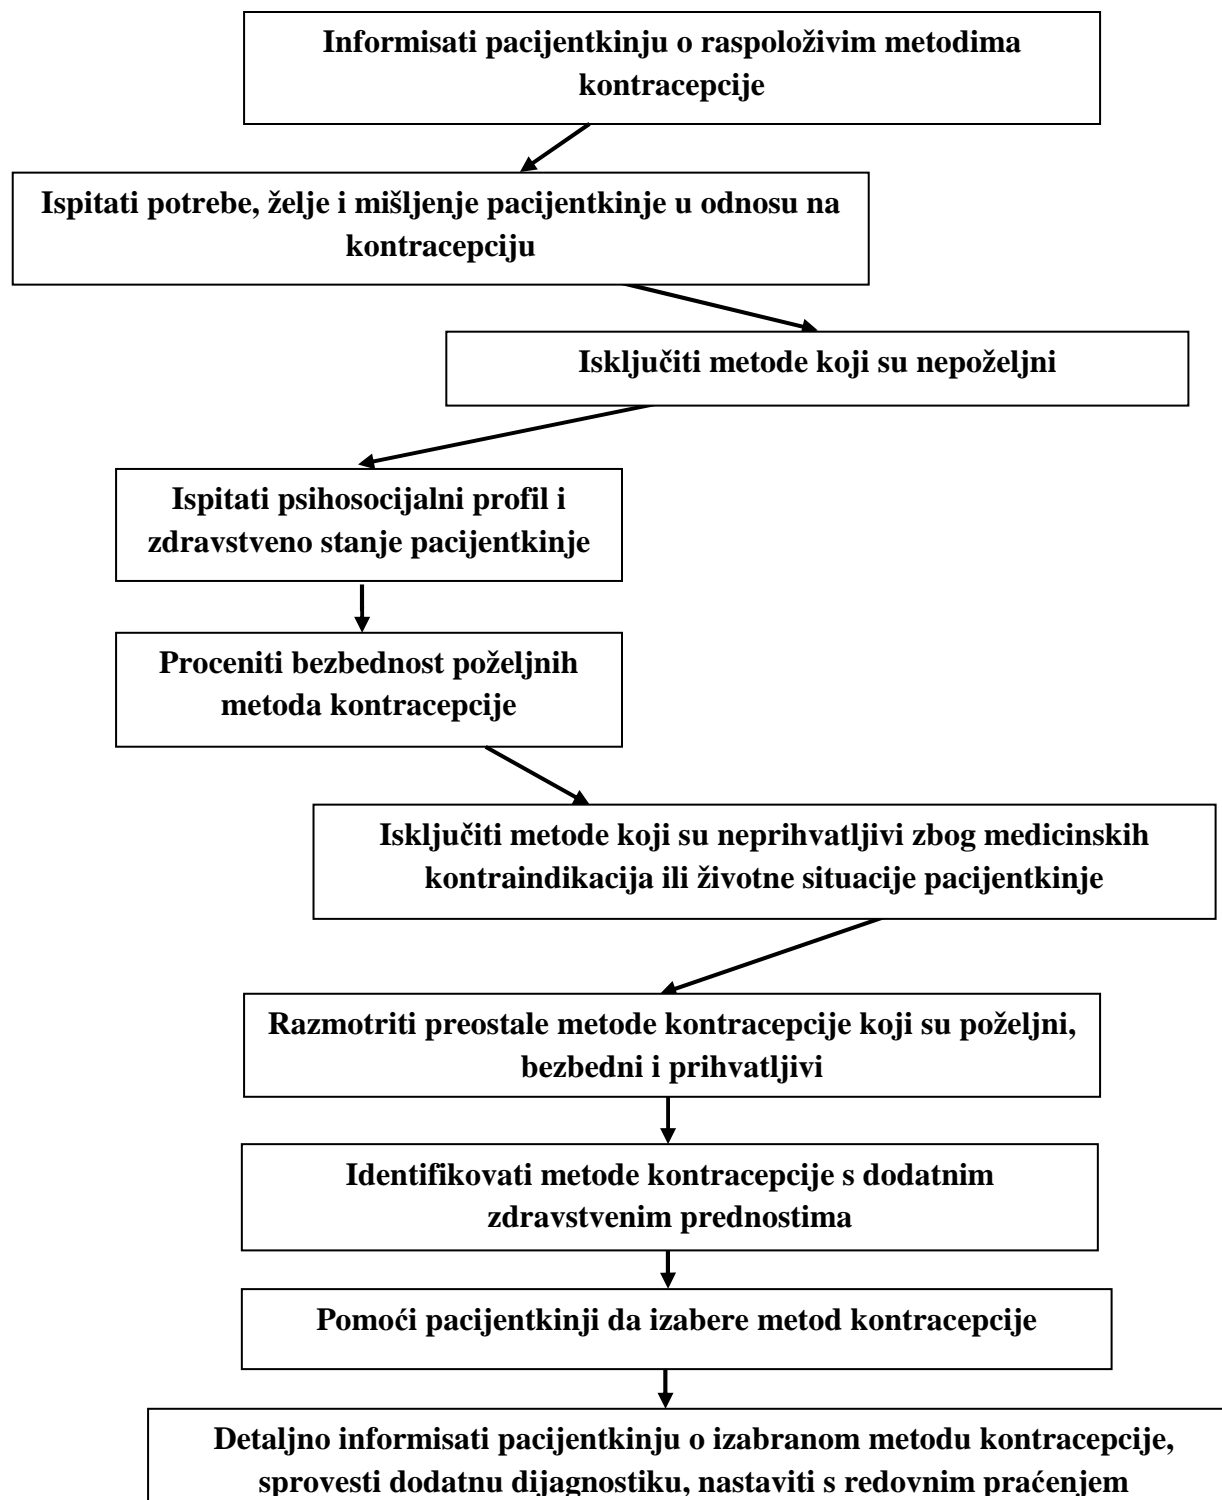 Informisati pacijentkinju o raspoloživim metodima
kontracepcije
Ispitati potrebe, želje i mišljenje pacijentkinje u odnosu na
kontracepciju
Isključiti metode koji su nepoželjni
Ispitati psihosocijalni profil i
zdravstveno stanje pacijentkinje
Proceniti bezbednost poželjnih
metoda kontracepcije
Isključiti metode koji su neprihvatljivi zbog medicinskih
kontraindikacija ili životne situacije pacijentkinje
Razmotriti preostale metode kontracepcije koji su poželjni,
bezbedni i prihvatljivi
Identifikovati metode kontracepcije s dodatnim
zdravstvenim prednostima
Pomoći pacijentkinji da izabere metod kontracepcije
Detaljno informisati pacijentkinju o izabranom metodu kontracepcije,
sprovesti dodatnu dijagnostiku, nastaviti s redovnim praćenjem